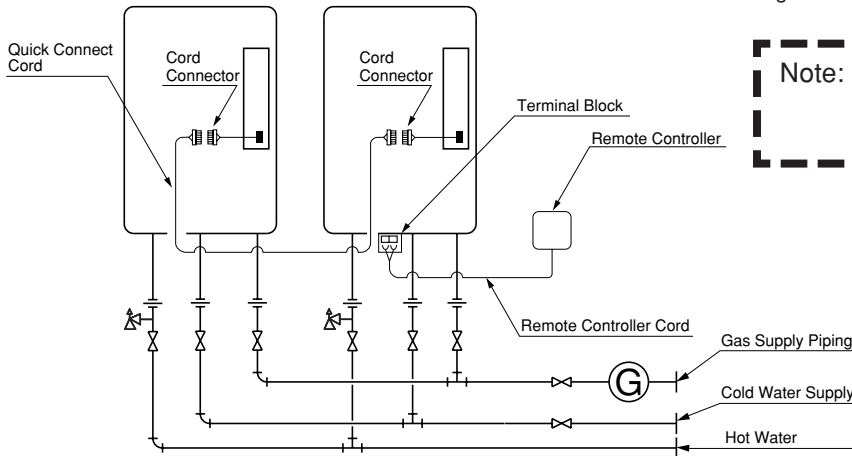 Quick Connect
Cord
Cord
Connector
Cord
Connector
Terminal Block
Remote Controller
Note:
Remote Controller Cord
Gas Supply Piping
G
Cold Water Supply
Hot Water